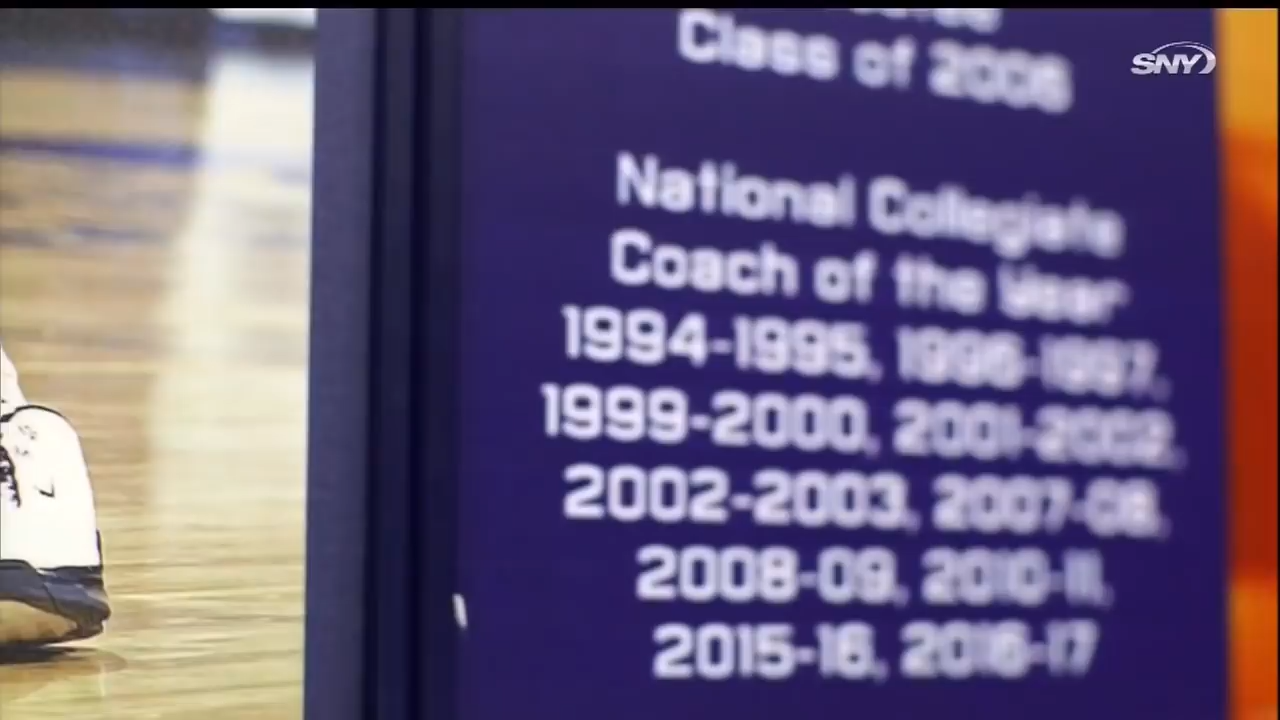 Class of 2006
SNY
National Collegiate
Coach of the Year
1994-1995, 1996-1997,
1999-2000, 2001-2002,
2002-2003, 2007-08,
2008-09, 2010-11,
2015-16, 2016-17